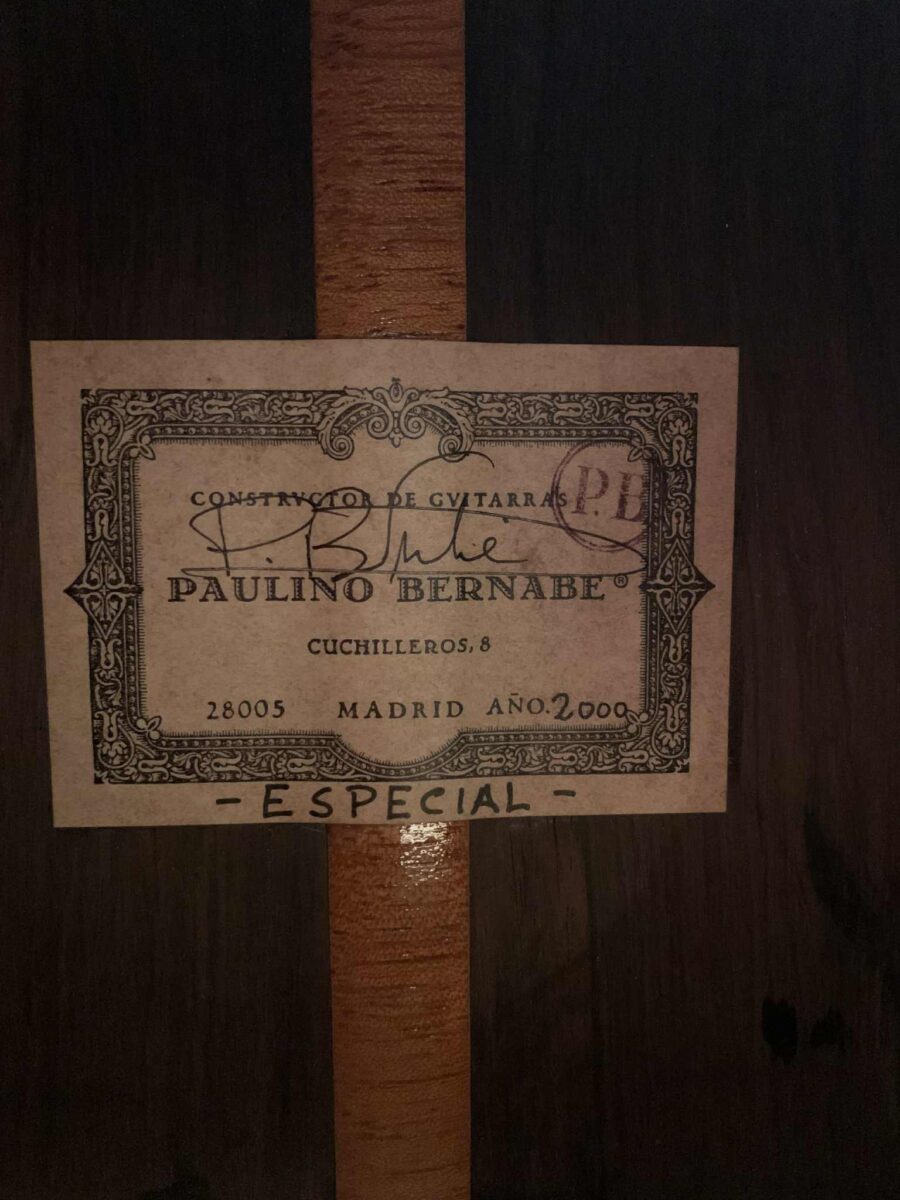 CONSTRVCTOR DE GVITARRAS
P.B
PAULINO BERNABE®
CUCHILLEROS, 8
28005 MADRID AÑO.2000
- ESPECIAL -